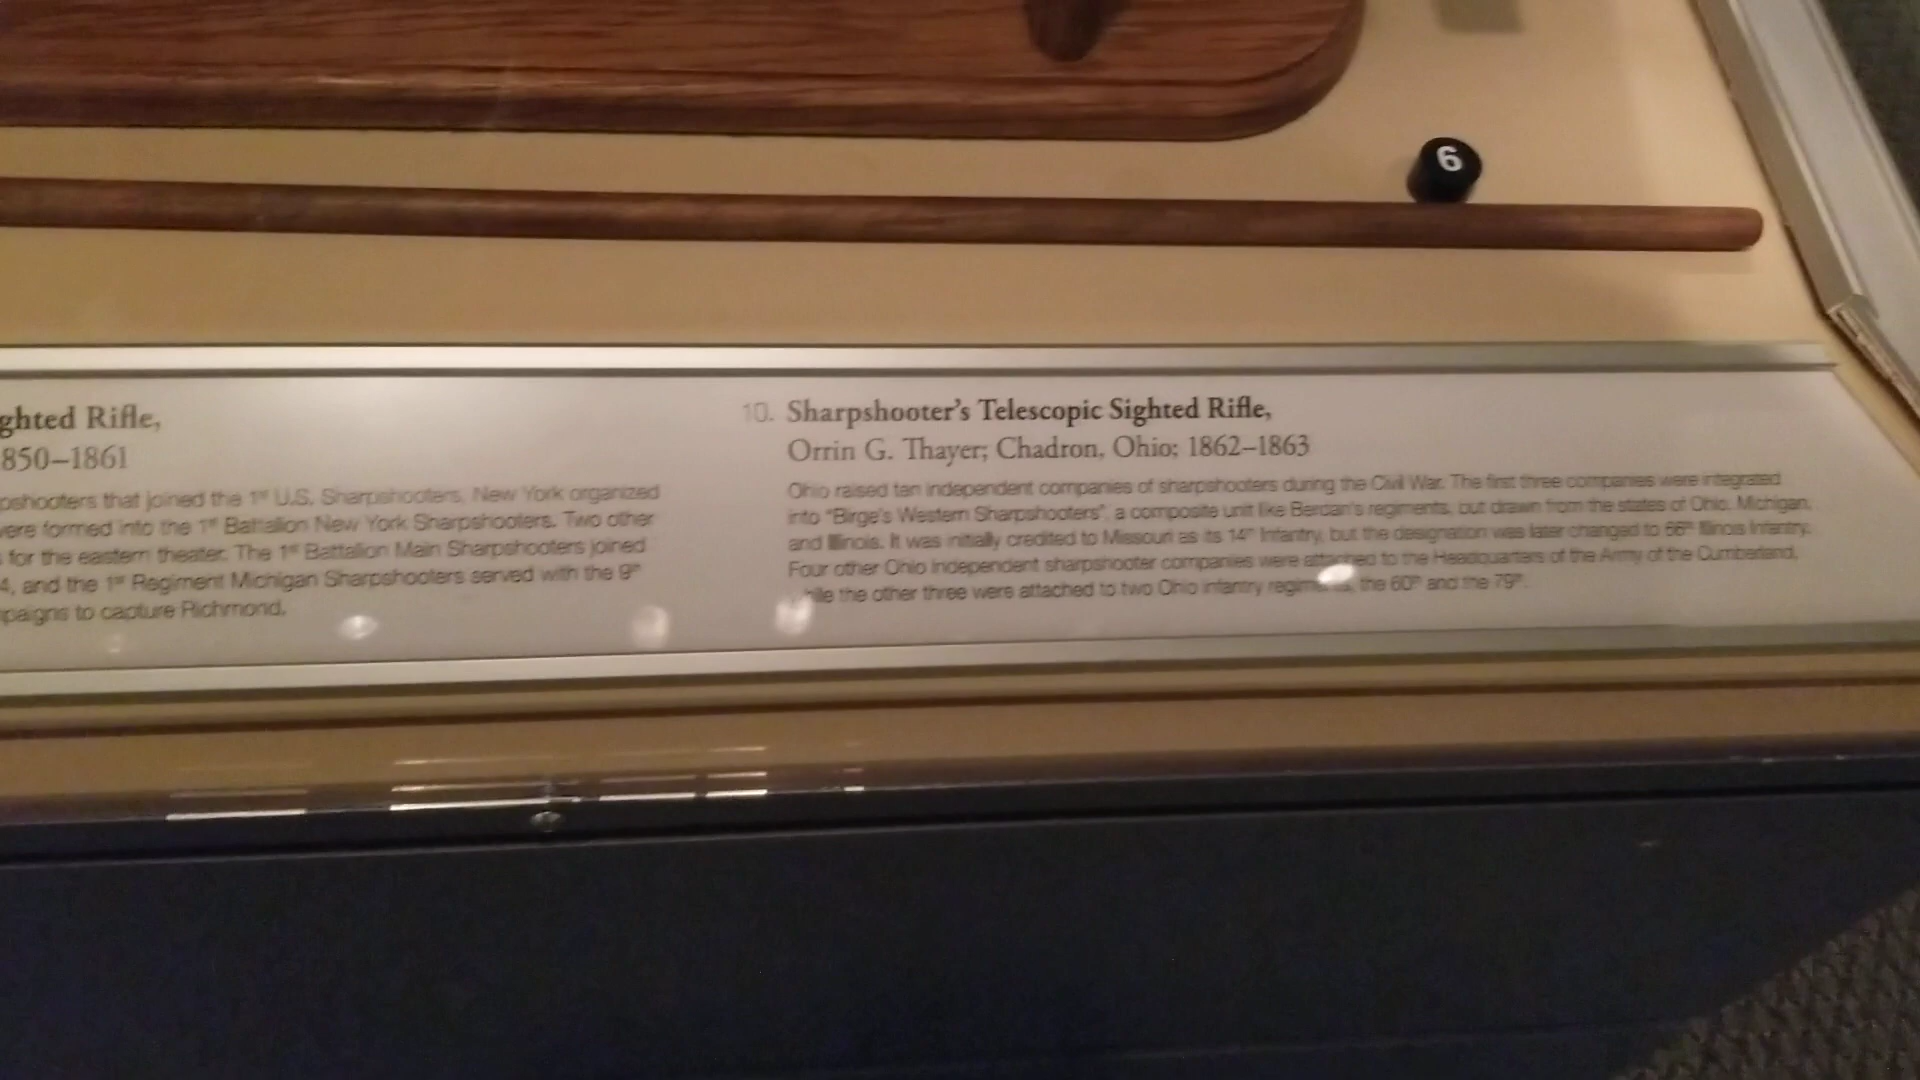 6
ghted Rifle,
850–1861
pshooters that joined the 1st U.S. Sharpshooters, New York organized
were formed into the 1st Battalion New York Sharpshooters. Two other
for the eastern theater. The 1st Battalion Main Sharpshooters joined
4, and the 1st Regiment Michigan Sharpshooters served with the 9th
paigns to capture Richmond.
10. Sharpshooter's Telescopic Sighted Rifle,
Orrin G. Thayer; Chadron, Ohio; 1862–1863
Ohio raised ten independent companies of sharpshooters during the Civil War. The first three companies were integrated
into "Birge's Western Sharpshooters", a composite unit like Berdan's regiments, but drawn from the states of Ohio, Michigan,
and Illinois. It was initially credited to Missouri as its 14th Infantry, but the designation was later changed to 66th Illinois Infantry.
Four other Ohio independent sharpshooter companies were attached to the Headquarters of the Army of the Cumberland,
while the other three were attached to two Ohio infantry regiments, the 60th and the 79th.